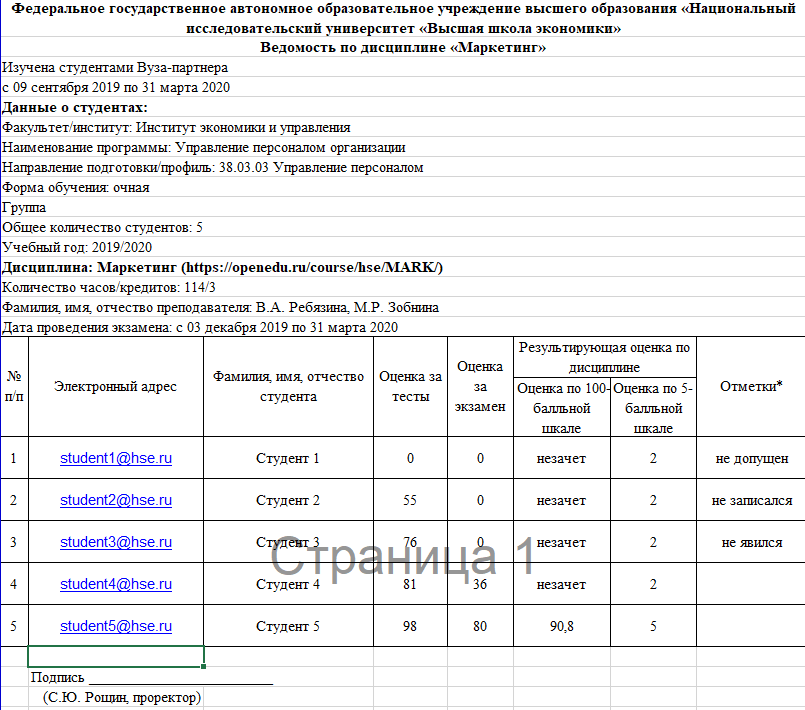 Федеральное государственное автономное образовательное учреждение высшего образования «Национальный
исследовательский университет «Высшая школа экономики»
Ведомость по дисциплине «Маркетинг»
Изучена студентами Вуза-партнера
с 09 сентября 2019 по 31 марта 2020
Данные о студентах:
Факультет/институт: Институт экономики и управления
Наименование программы: Управление персоналом организации
Направление подготовки/профиль: 38.03.03 Управление персоналом
Форма обучения: очная
Группа
Общее количество студентов: 5
Учебный год: 2019/2020
Дисциплина: Маркетинг (https://openedu.ru/course/hse/MARK/)
Количество часов/кредитов: 114/3
Фамилия, имя, отчество преподавателя: В.А. Ребязина, М.Р. Зобнина
Дата проведения экзамена: с 03 декабря 2019 по 31 марта 2020
№
п/п
Электронный адрес
Фамилия, имя, отчество
студента
Оценка за
тесты
Оценка
за
экзамен
Результирующая оценка по
дисциплине
Оценка по 100-
балльной
шкале
Оценка по 5-
балльной
шкале
Отметки*
1 student1@hse.ru Студент 1 0 0 незачет 2 не допущен
2 student2@hse.ru Студент 2 55 0 незачет 2 не записался
3 student3@hse.ru Студент 3 76 0 незачет 2 не явился
Страница 1
4 student4@hse.ru Студент 4 81 36 незачет 2
5 student5@hse.ru Студент 5 98 80 90,8 5
Подпись __________________________
(С.Ю. Рощин, проректор)